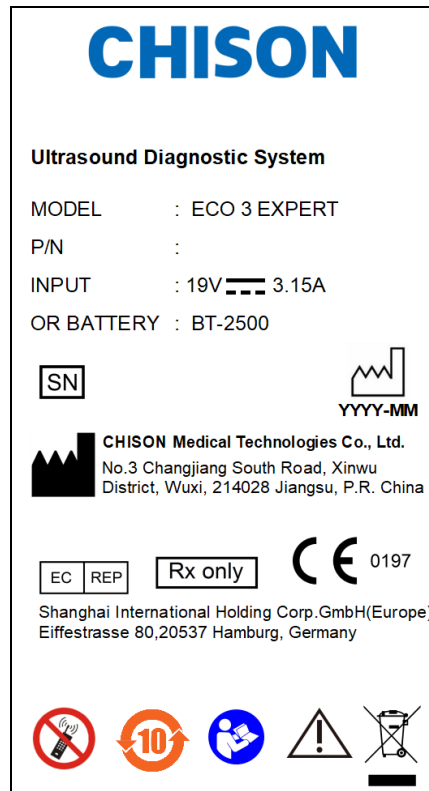 CHISON
Ultrasound Diagnostic System
MODEL : ECO 3 EXPERT
P/N :
INPUT : 19V 3.15A
OR BATTERY : BT-2500
SN
YYYY-MM
CHISON Medical Technologies Co., Ltd.
No.3 Changjiang South Road, Xinwu
District, Wuxi, 214028 Jiangsu, P.R. China
EC REP
Rx only
CE 0197
Shanghai International Holding Corp.GmbH(Europe)
Eiffestrasse 80,20537 Hamburg, Germany
10